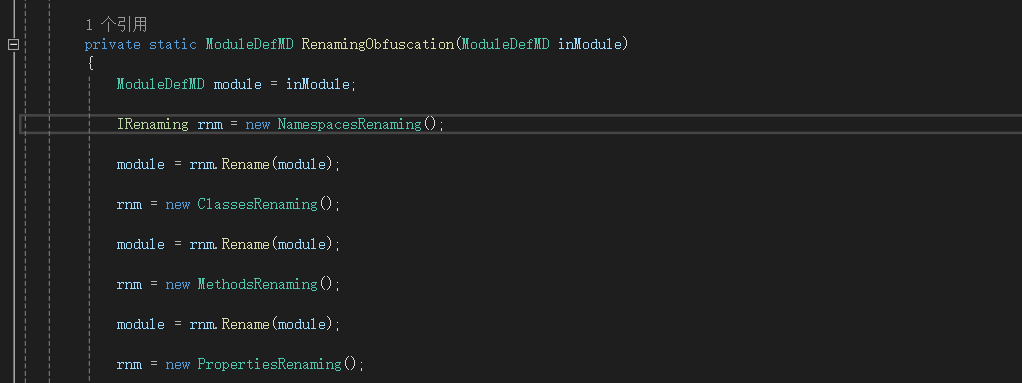 1 个引用
private static ModuleDefMD RenamingObfuscation(ModuleDefMD inModule)
{
ModuleDefMD module = inModule;
IRenaming rnm = new NamespacesRenaming();
module = rnm.Rename(module);
rnm = new ClassesRenaming();
module = rnm.Rename(module);
rnm = new MethodsRenaming();
module = rnm.Rename(module);
rnm = new PropertiesRenaming();